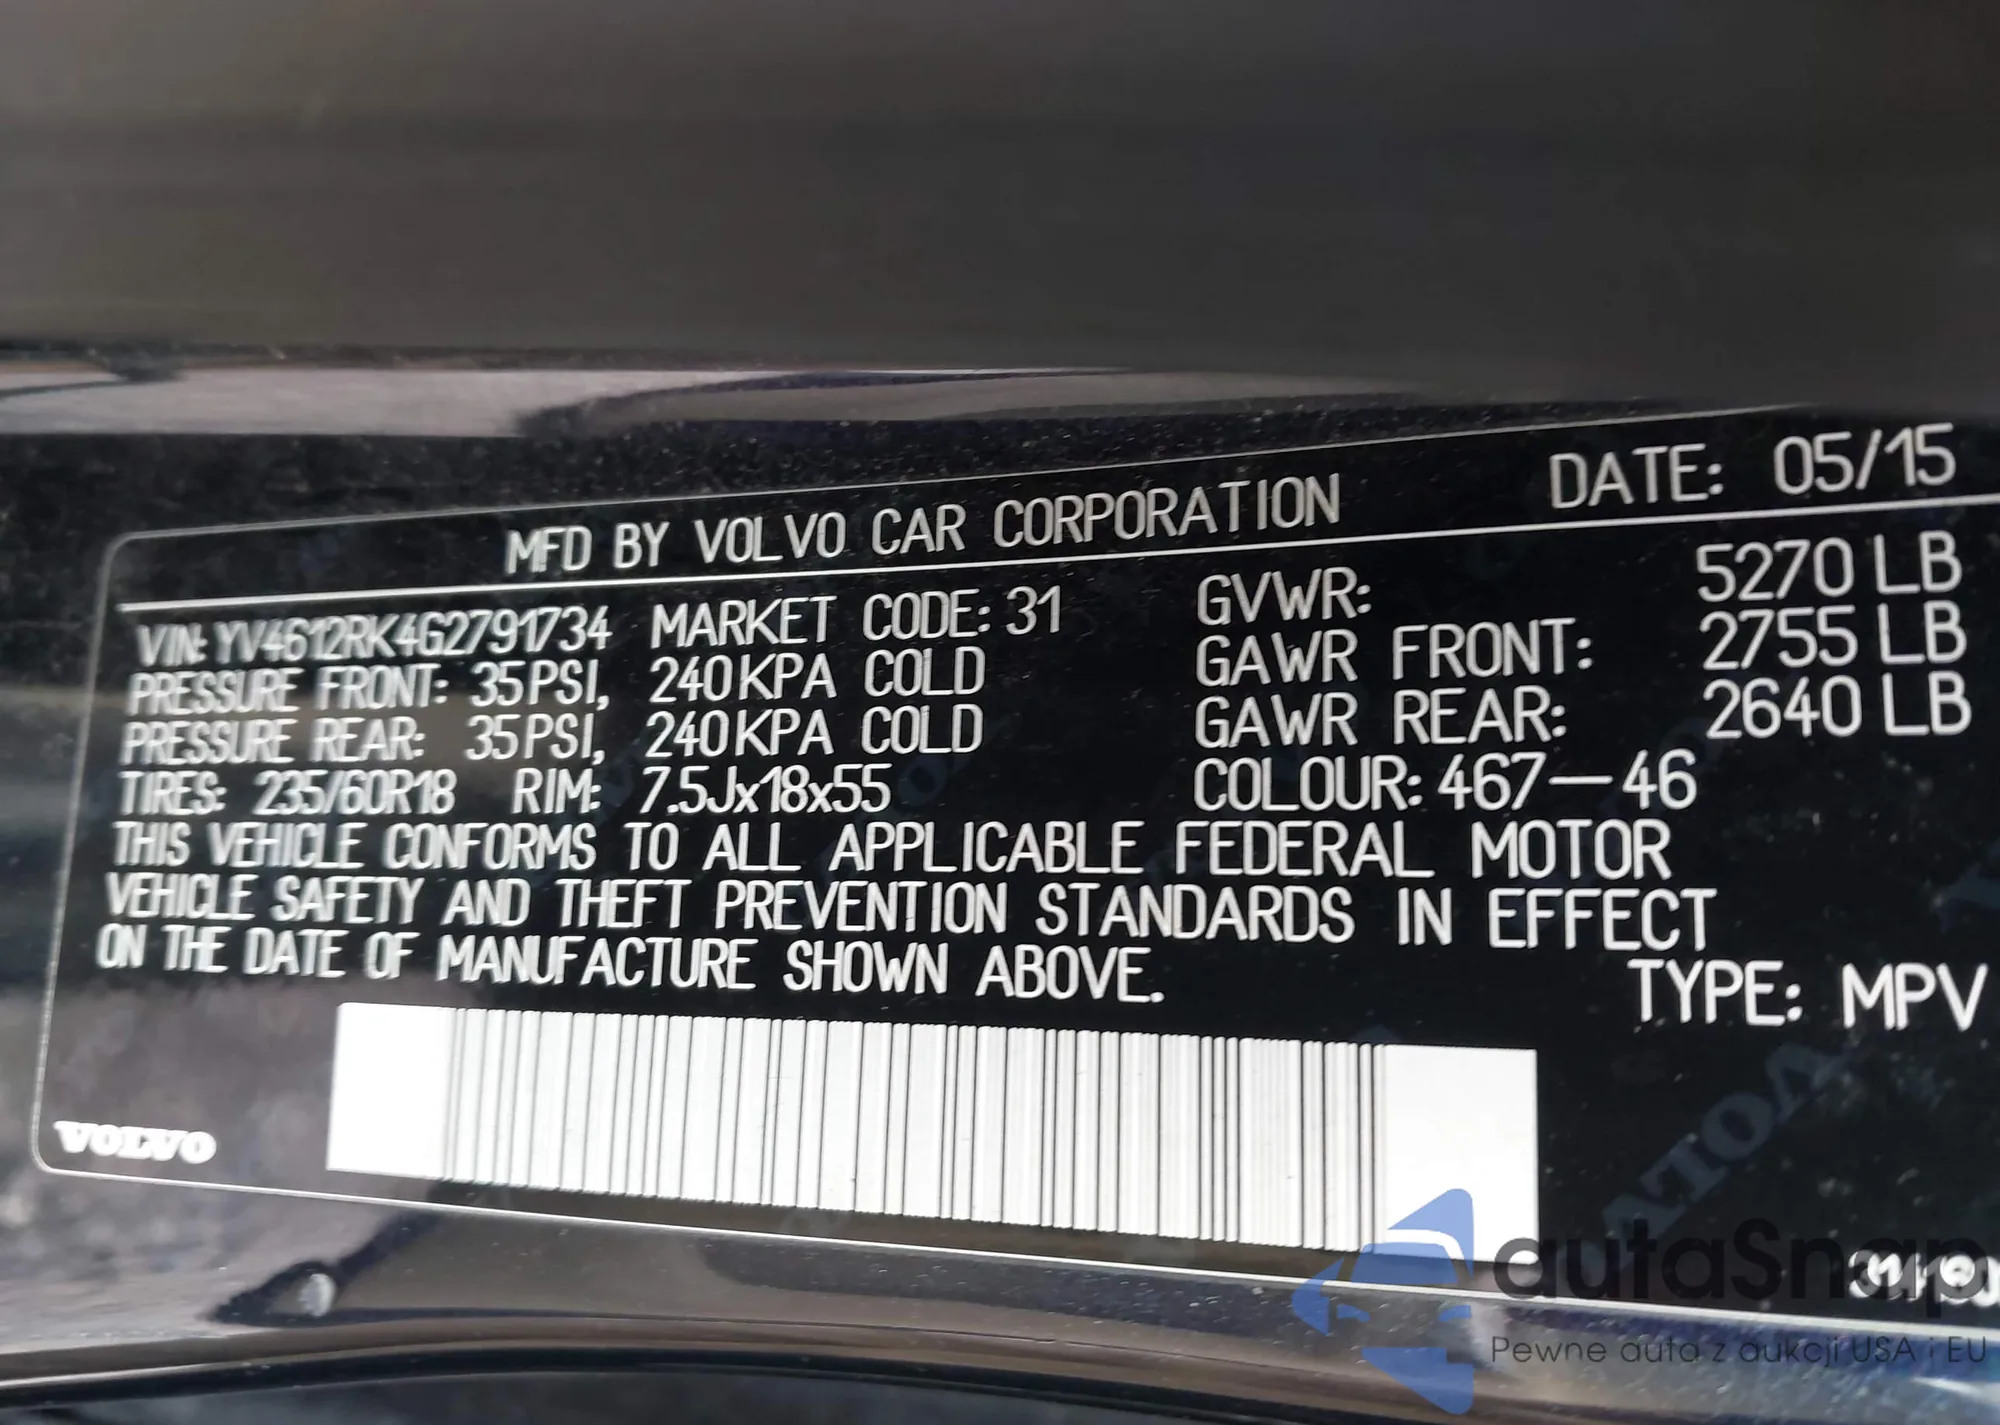 MFD BY VOLVO CAR CORPORATION DATE: 05/15
VIN: YV4612RK4G2791734 MARKET CODE: 31 GVWR: 5270 LB
PRESSURE FRONT: 35PSI, 240KPA COLD GAWR FRONT: 2755 LB
PRESSURE REAR: 35PSI, 240KPA COLD GAWR REAR: 2640 LB
TIRES: 235/60R18 RIM: 7.5Jx18x55 COLOUR: 467—46
THIS VEHICLE CONFORMS TO ALL APPLICABLE FEDERAL MOTOR
VEHICLE SAFETY AND THEFT PREVENTION STANDARDS IN EFFECT
ON THE DATE OF MANUFACTURE SHOWN ABOVE.
TYPE: MPV
VOLVO
VOLVO
autaSnap
Pewne auta z aukcji USA i EU